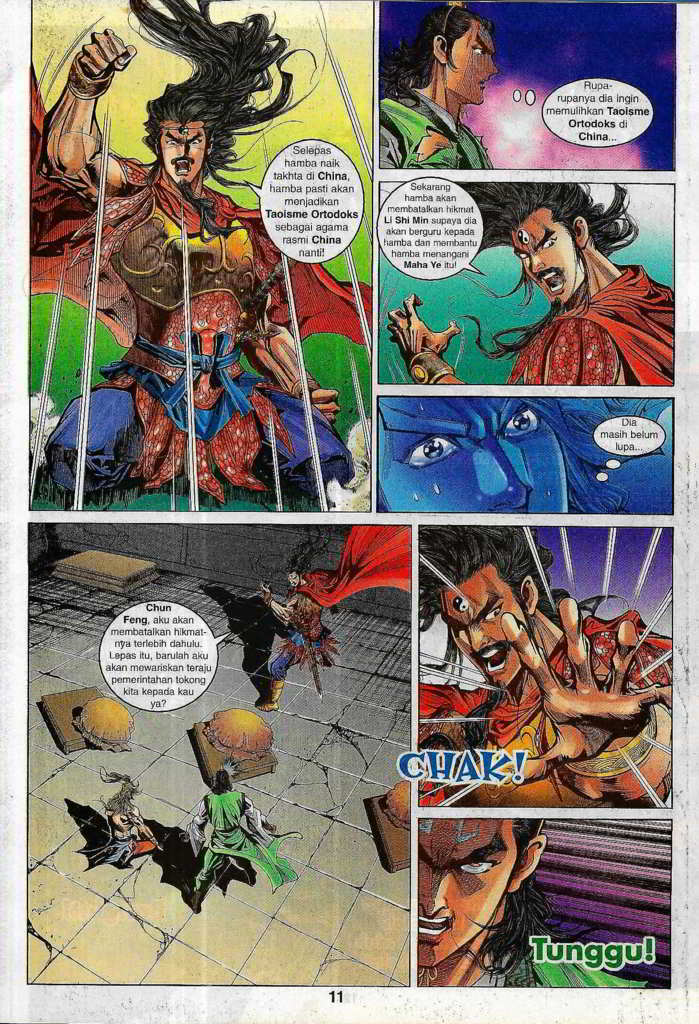 Selepas
hamba naik
takhta di China,
hamba pasti akan
menjadikan
Taoisme Ortodoks
sebagai agama
rasmi China
nanti!
Rupa-
rupanya dia ingin
memulihkan Taoisme
Ortodoks di
China...
Sekarang
hamba akan
membatalkan hikmat
Li Shi Min supaya dia
akan berguru kepada
hamba dan membantu
hamba menangani
Maha Ye itu!
Dia
masih belum
lupa...
Chun
Feng, aku akan
membatalkan hikmat-
nya terlebih dahulu.
Lepas itu, barulah aku
akan mewariskan teraju
pemerintahan tokong
kita kepada kau
ya?
CHAK!
Tunggu!
11